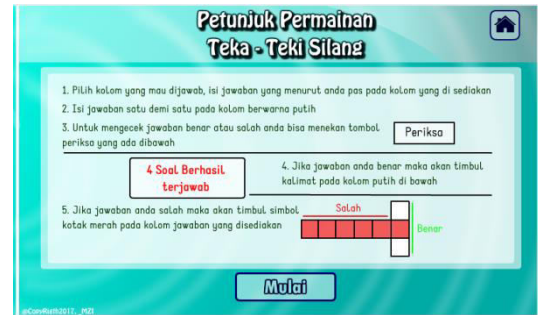 Petunjuk Permainan
Teka - Teki Silang
1. Pilih kolom yang mau dijawab, isi jawaban yang menurut anda pas pada kolom yang di sediakan
2. Isi jawaban satu demi satu pada kolom berwarna putih
3. Untuk mengecek jawaban benar atau salah anda bisa menekan tombol
periksa yang ada dibawah
Periksa
4 Soal Berhasil
terjawab
4. Jika jawaban anda benar maka akan timbul
kalimat pada kolom putih di bawah
5. Jika jawaban anda salah maka akan timbul simbol
kotak merah pada kolom jawaban yang disediakan
Salah
Benar
Mulai